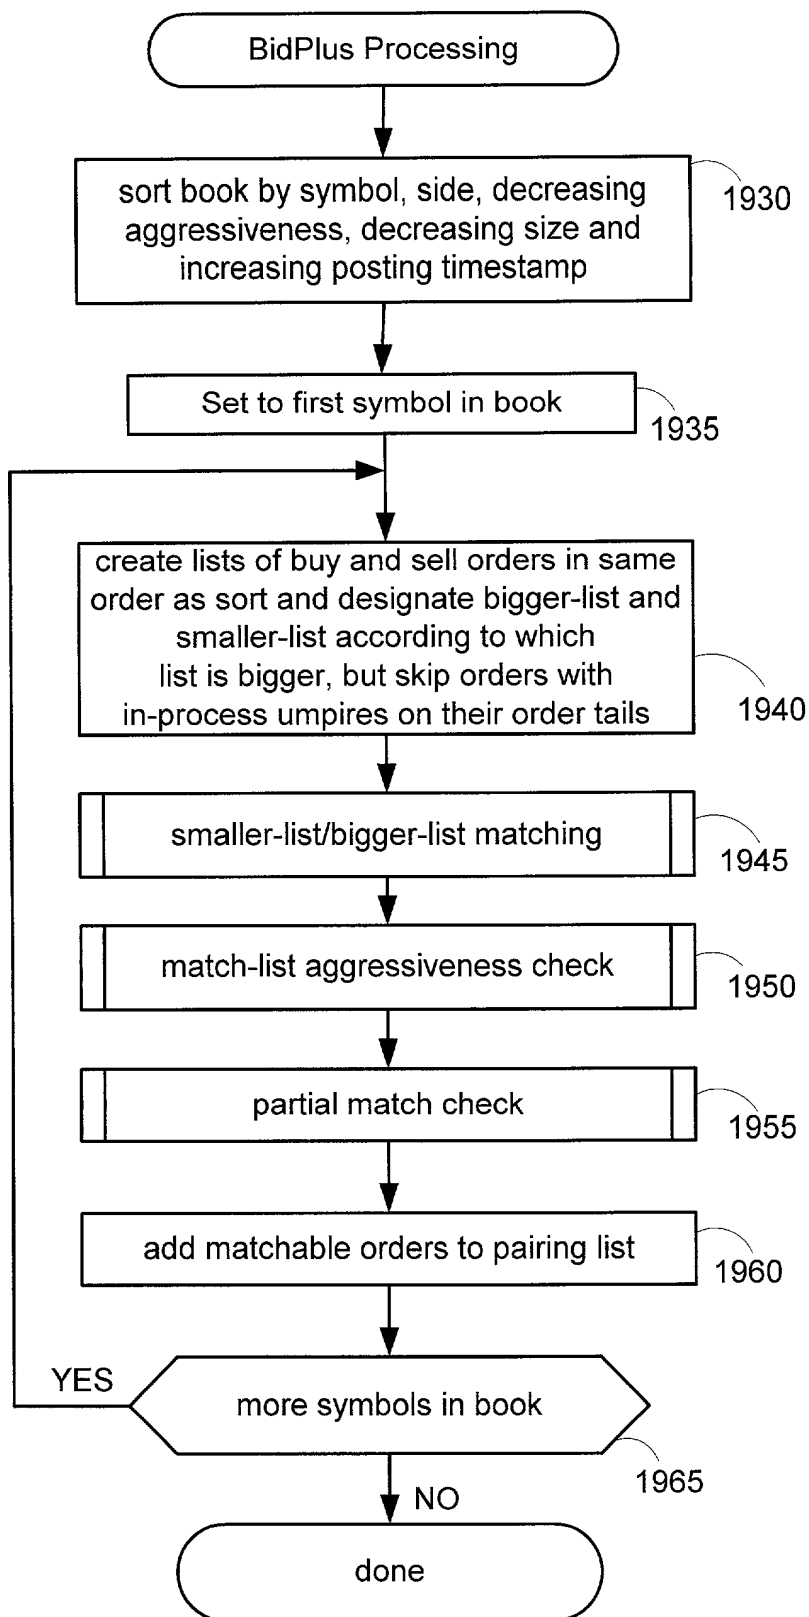 BidPlus Processing
sort book by symbol, side, decreasing
aggressiveness, decreasing size and
increasing posting timestamp
1930
Set to first symbol in book
1935
create lists of buy and sell orders in same
order as sort and designate bigger-list and
smaller-list according to which
list is bigger, but skip orders with
in-process umpires on their order tails
1940
smaller-list/bigger-list matching
1945
match-list aggressiveness check
1950
partial match check
1955
add matchable orders to pairing list
1960
YES
more symbols in book
1965
NO
done